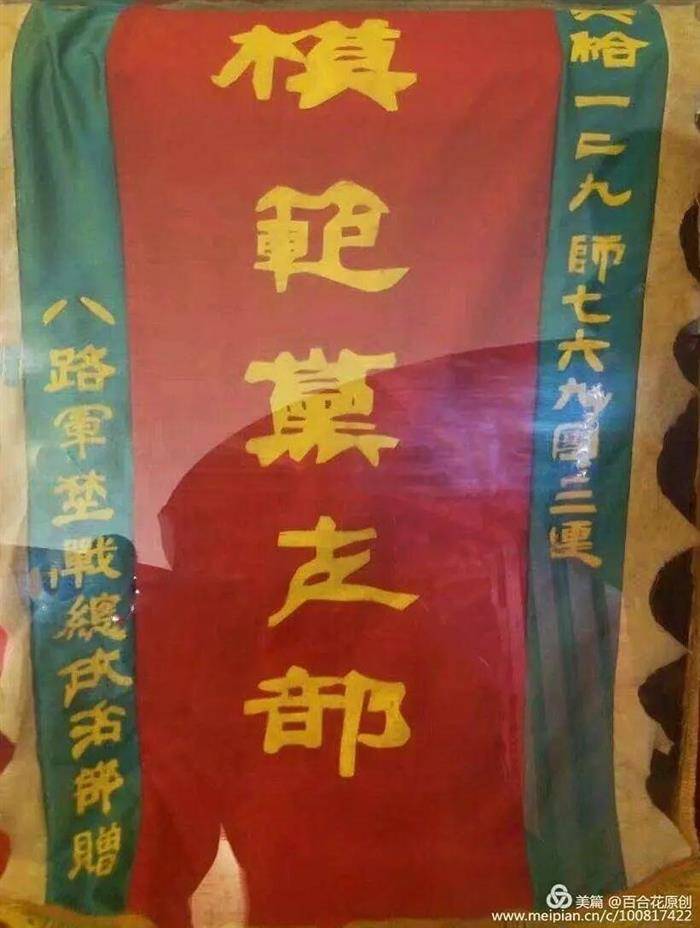 給一二九師七六九團三連
模範黨支部
八路軍埜戰總政治部贈
美篇 @百合花原创
www.meipian.cn/c/100817422